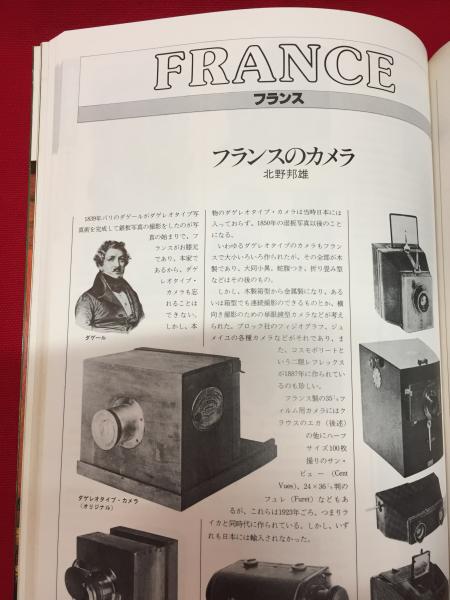 FRANCE
フランス
フランスのカメラ
北野邦雄
1839年パリのダゲールがダゲレオタイプ写
真術を完成して銀板写真の撮影をしたのが写
真の始まりで、フ
ランスがお膝元
であり、本家で
あるから、ダゲ
レオタイプ・
カメラも忘
れることは
できない。
しかし、本
ダゲール
ダゲレオタイプ・カメラ
(オリジナル)
物のダゲレオタイプ・カメラは当時日本には
入っておらず、1850年の湿板写真以後のこと
になる。
いわゆるダゲレオタイプのカメラもフラン
スで大小いろいろ作られたが、その全部が木
製であり、大同小異。蛇腹つき、折り畳み型
などはその後のもの。
しかし、木製箱型から金属製になり、ある
いは箱型でも連続撮影のできるものとか、横
向き撮影のための単眼鏡型カメラなどが考え
られた。ブロック社のフィジオグラフ、ジュ
メイユの各種カメラなどがそれであり、ま
た、コスモポリートと
いう二眼レフレックス
が1887年に作られてい
るのも珍しい。
フランス製の35㍉フ
ィルム用カメラにはク
ラウスのエカ(後述)
の他にハーフ
サイズ100枚
撮りのサン・
ビュー(Cent
Vues)、24×36㍉判の
フュレ(Furet)などもあ
るが、これらは1923年ごろ、つまりラ
イカと同時代に作られている。しかし、いず
れも日本には輸入されなかった。